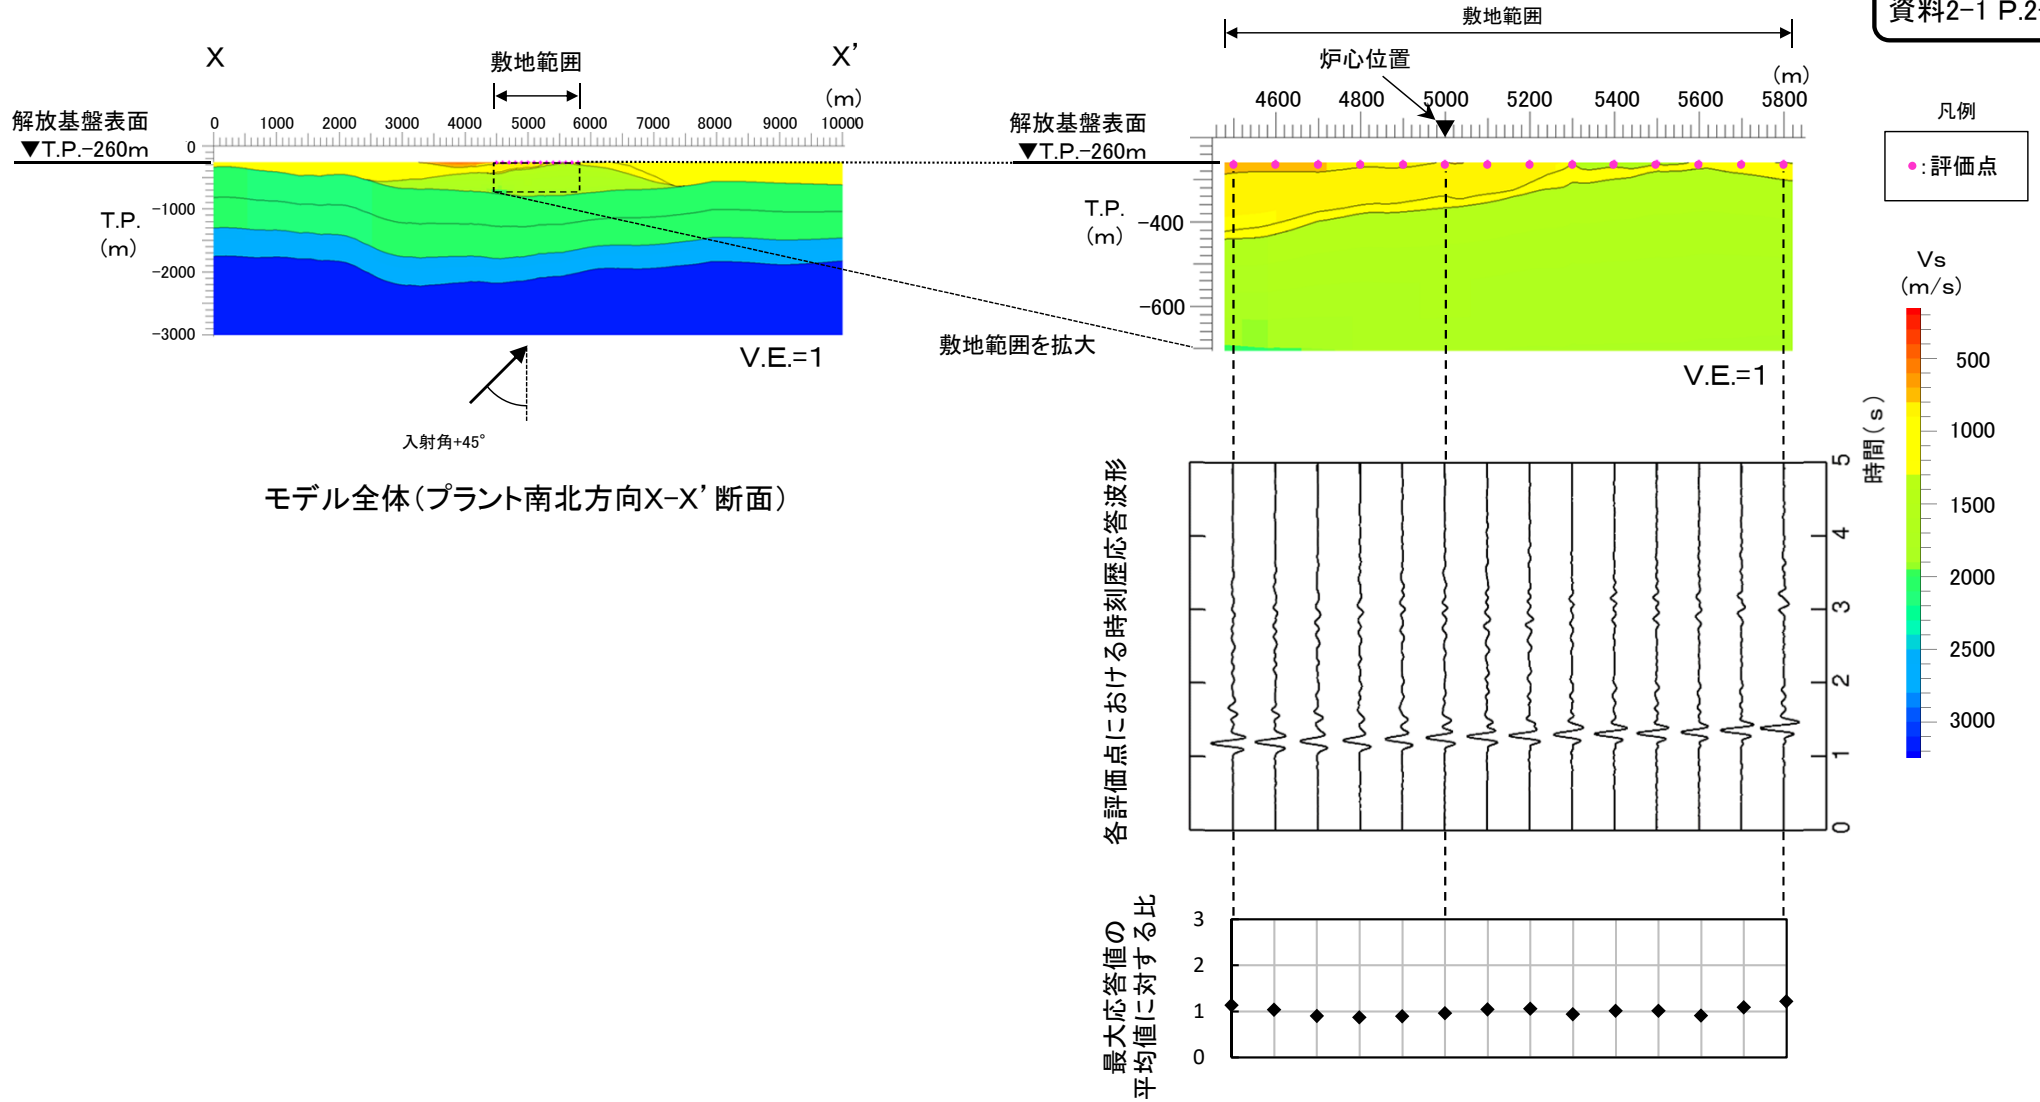 資料2-1 P.2-
X
X’
敷地範囲
(m)
解放基盤表面
▼T.P.-260m
0 1000 2000 3000 4000 5000 6000 7000 8000 9000 10000
0
-1000
-2000
-3000
T.P.
(m)
V.E.=1
入射角+45°
モデル全体(プラント南北方向X-X’断面)
敷地範囲
炉心位置
(m)
4600 4800 5000 5200 5400 5600 5800
解放基盤表面
▼T.P.-260m
T.P.
(m)
-400
-600
敷地範囲を拡大
V.E.=1
凡例
:評価点
Vs
(m/s)
500
1000
1500
2000
2500
3000
各評価点における時刻歴応答波形
時間(s)
5
4
3
2
1
0
最大応答値の
平均値に対する比
3
2
1
0